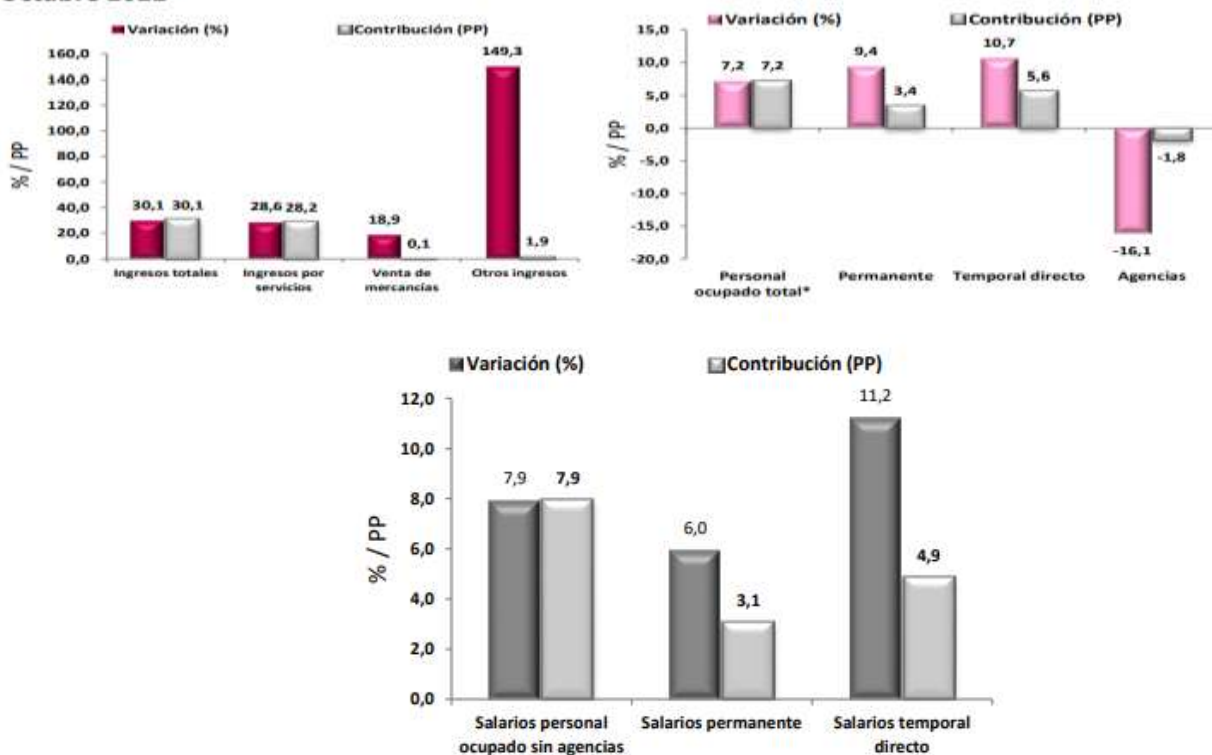 Variación (%)
Contribución (PP)
% / PP
160,0
140,0
120,0
100,0
80,0
60,0
40,0
20,0
0,0
30,1
30,1
28,6
28,2
18,9
0,1
149,3
1,9
Ingresos totales
Ingresos por
servicios
Venta de
mercancías
Otros ingresos
Variación (%)
Contribución (PP)
% / PP
15,0
10,0
5,0
0,0
-5,0
-10,0
-15,0
-20,0
7,2
7,2
9,4
3,4
10,7
5,6
-16,1
-1,8
Personal
ocupado total*
Permanente
Temporal directo
Agencias
Variación (%)
Contribución (PP)
% / PP
12,0
10,0
8,0
6,0
4,0
2,0
0,0
7,9
7,9
6,0
3,1
11,2
4,9
Salarios personal
ocupado sin agencias
Salarios permanente
Salarios temporal
directo